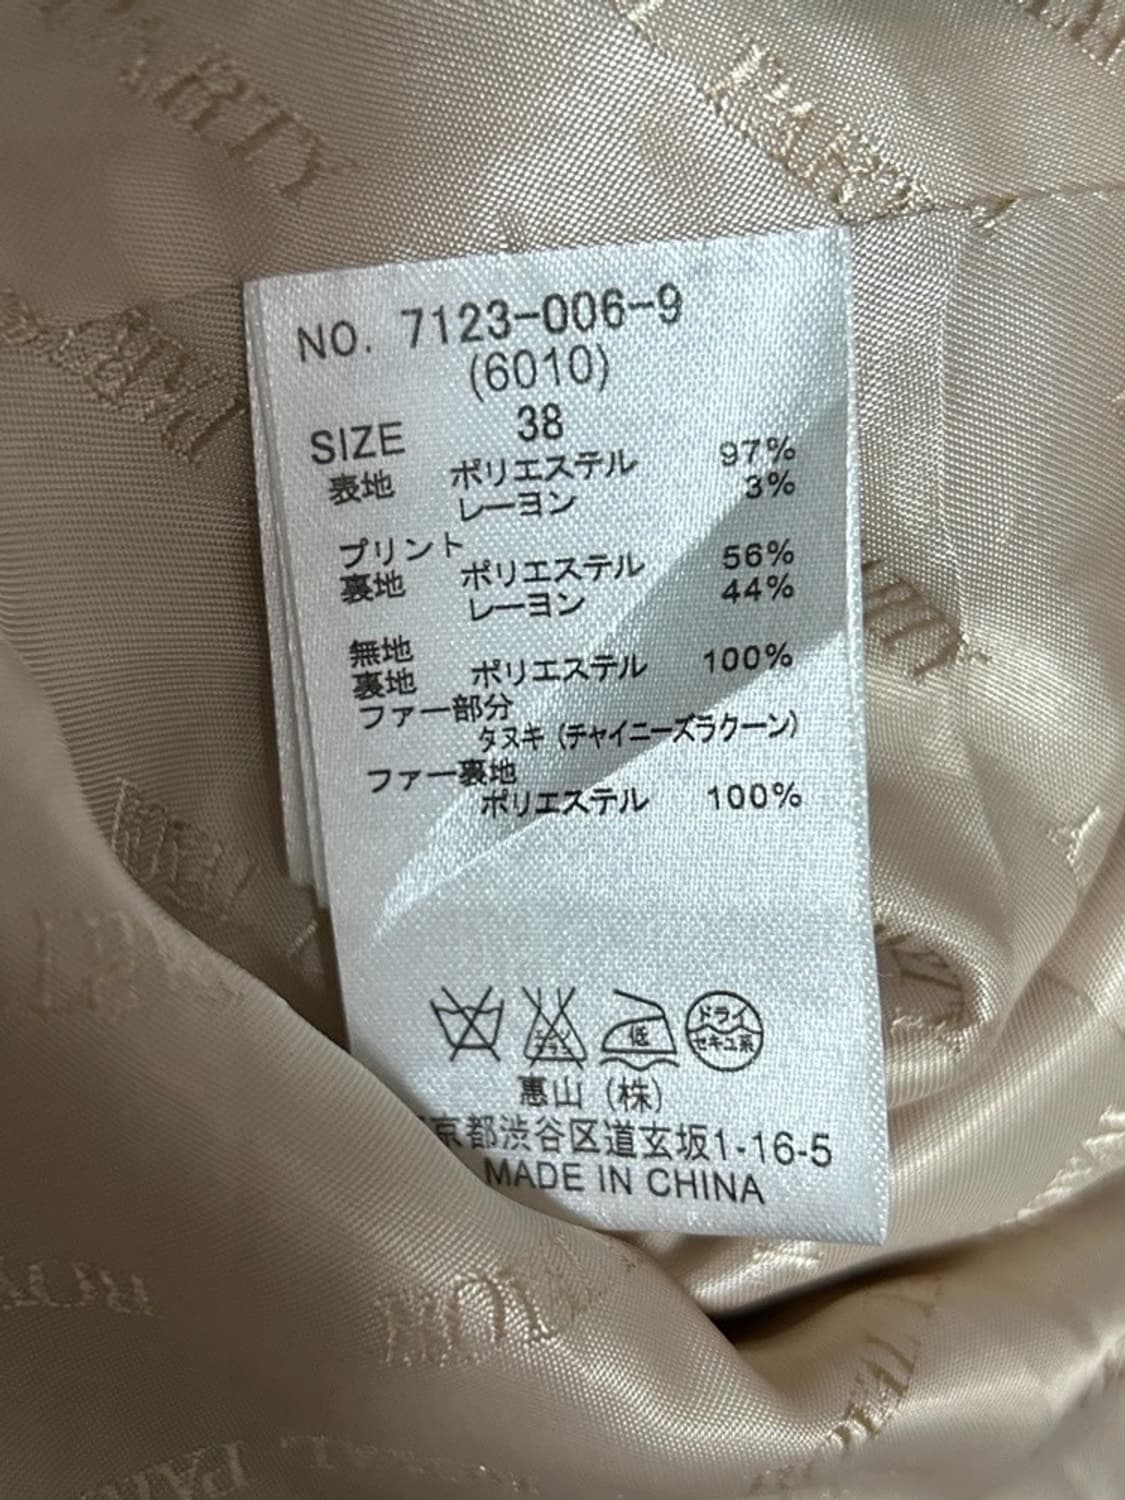 PARTY
PARTY
NO. 7123-006-9
(6010)
SIZE 38
表地 ポリエステル 97%
レーヨン 3%
プリント
裏地 ポリエステル 56%
レーヨン 44%
無地
裏地 ポリエステル 100%
ファー部分
タヌキ (チャイニーズラクーン)
ファー裏地
ポリエステル 100%
低
ドライ
セキユ系
惠山 (株)
京都渋谷区道玄坂1-16-5
MADE IN CHINA